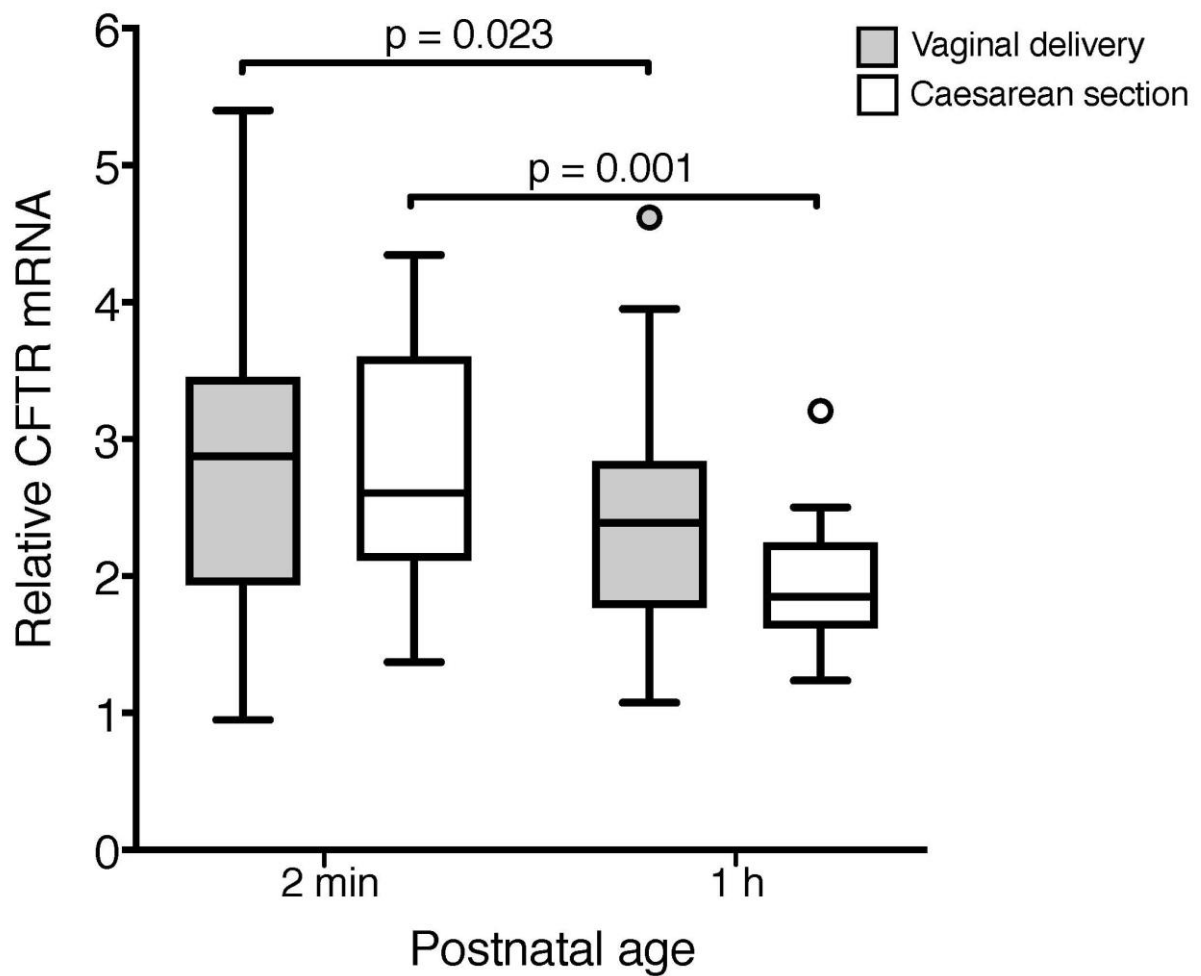 p = 0.023
Vaginal delivery
Caesarean section
p = 0.001
Relative CFTR mRNA
6
5
4
3
2
1
0
2 min
1 h
Postnatal age